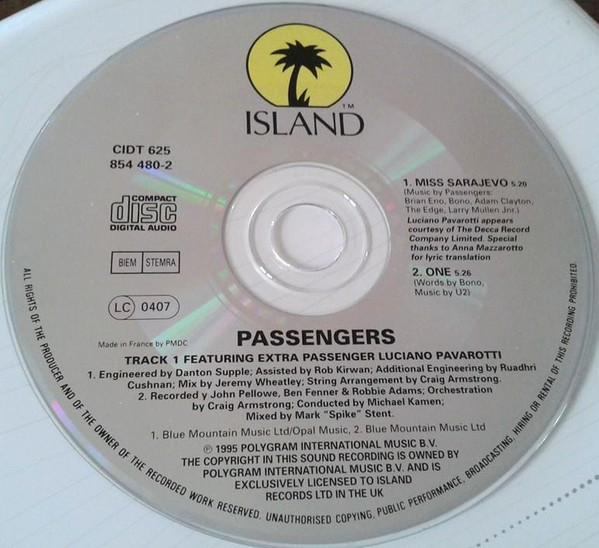 TM
ISLAND
CIDT 625
854 480-2
COMPACT
disc
DIGITAL AUDIO
BIEM STEMRA
LC 0407
Made in France by PMDC
1. MISS SARAJEVO 5.20
(Music by Passengers:
Brian Eno, Bono, Adam Clayton,
The Edge, Larry Mullen Jnr.)
Luciano Pavarotti appears
courtesy of The Decca Record
Company Limited. Special
thanks to Anna Mazzarotto
for lyric translation
2. ONE 5.26
(Words by Bono,
Music by U2)
PASSENGERS
TRACK 1 FEATURING EXTRA PASSENGER LUCIANO PAVAROTTI
1. Engineered by Danton Supple; Assisted by Rob Kirwan; Additional Engineering by Ruadhri
Cushnan; Mix by Jeremy Wheatley; String Arrangement by Craig Armstrong.
2. Recorded y John Pellowe, Ben Fenner & Robbie Adams; Orchestration
by Craig Armstrong; Conducted by Michael Kamen;
Mixed by Mark "Spike" Stent.
1. Blue Mountain Music Ltd/Opal Music, 2. Blue Mountain Music Ltd
℗ 1995 POLYGRAM INTERNATIONAL MUSIC B.V.
THE COPYRIGHT IN THIS SOUND RECORDING IS OWNED BY
POLYGRAM INTERNATIONAL MUSIC B.V. AND IS
EXCLUSIVELY LICENSED TO ISLAND
RECORDS LTD IN THE UK
ALL RIGHTS OF THE PRODUCER AND OF THE OWNER OF THE RECORDED WORK RESERVED. UNAUTHORISED COPYING, PUBLIC PERFORMANCE, BROADCASTING, HIRING OR RENTAL OF THIS RECORDING PROHIBITED.